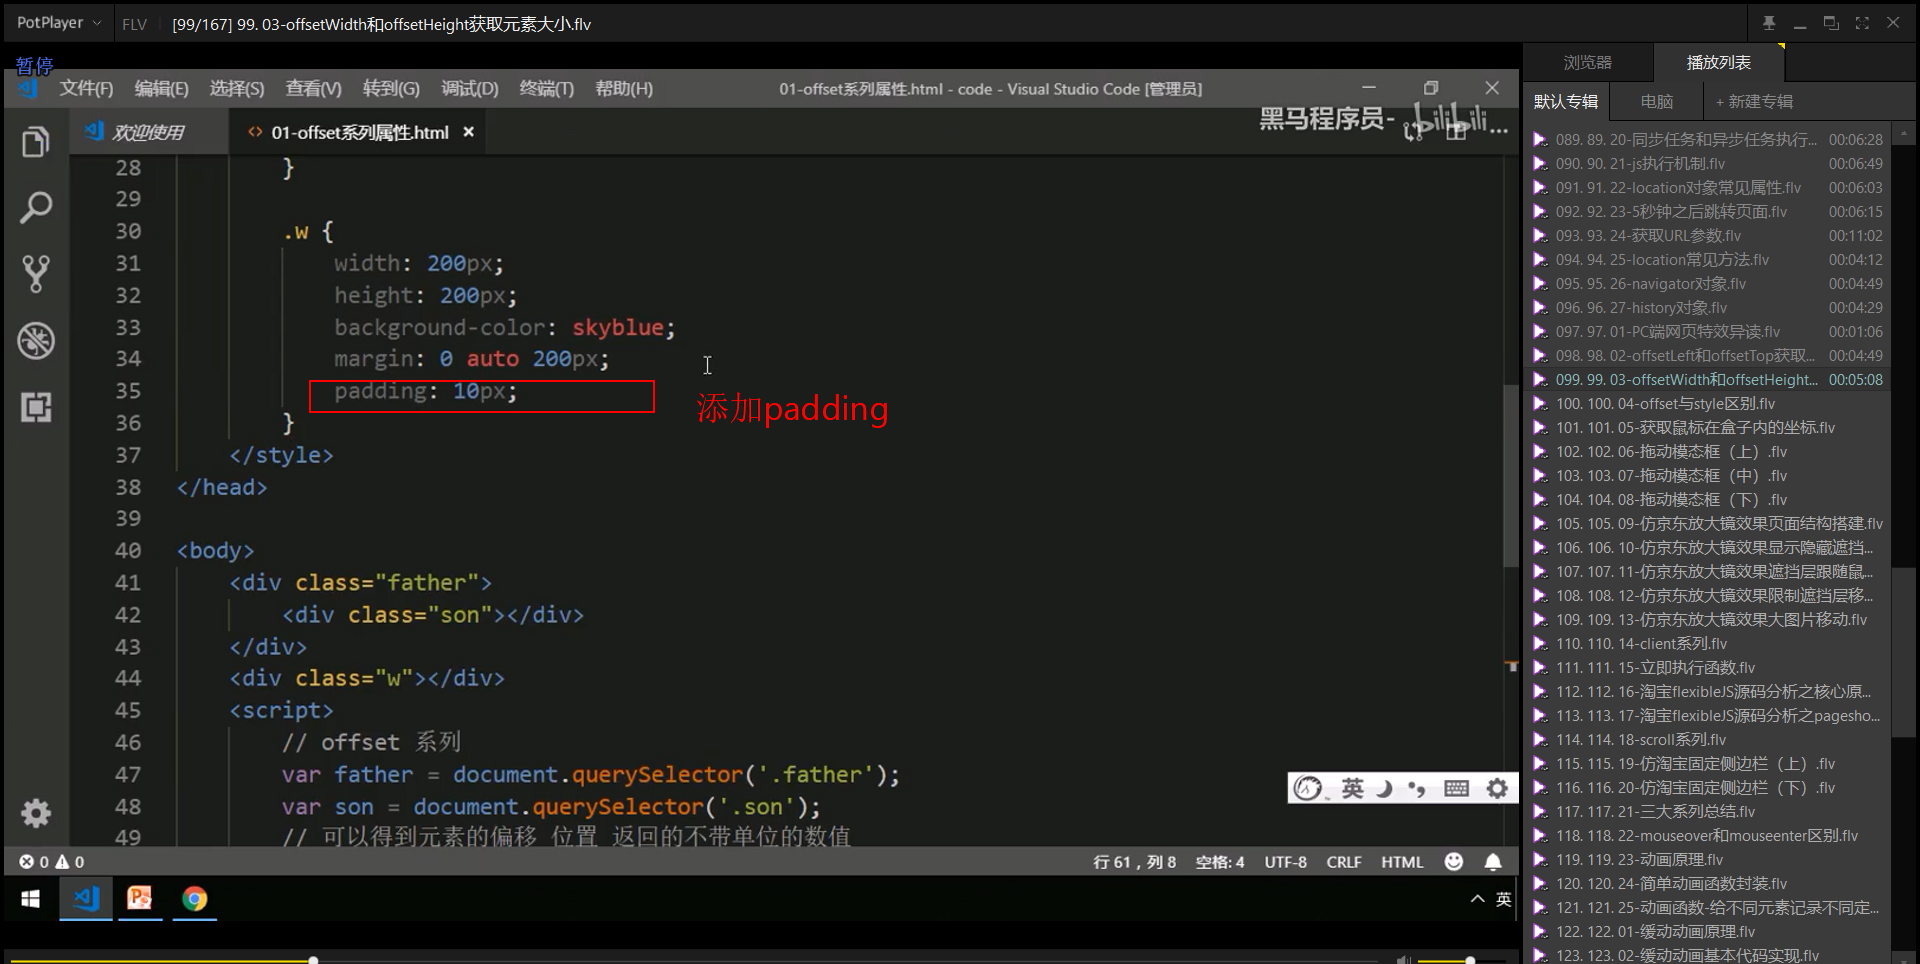 PotPlayer FLV [99/167] 99. 03-offsetWidth和offsetHeight获取元素大小.flv
暂停
文件(F) 编辑(E) 选择(S) 查看(V) 转到(G) 调试(D) 终端(T) 帮助(H) 01-offset系列属性.html - code - Visual Studio Code [管理员]
欢迎使用 <> 01-offset系列属性.html ×
黑马程序员- bilibili
28 }
29
30 .w {
31 width: 200px;
32 height: 200px;
33 background-color: skyblue;
34 margin: 0 auto 200px;
35 padding: 10px;
添加padding
36 }
37 </style>
38 </head>
39
40 <body>
41 <div class="father">
42 <div class="son"></div>
43 </div>
44 <div class="w"></div>
45 <script>
46 // offset 系列
47 var father = document.querySelector('.father');
48 var son = document.querySelector('.son');
49 // 可以得到元素的偏移 位置 返回的不带单位的数值
英
0 0 行 61，列 8 空格: 4 UTF-8 CRLF HTML
英
浏览器 播放列表
默认专辑 电脑 + 新建专辑
089. 89. 20-同步任务和异步任务执行... 00:06:28
090. 90. 21-js执行机制.flv 00:06:49
091. 91. 22-location对象常见属性.flv 00:06:03
092. 92. 23-5秒钟之后跳转页面.flv 00:06:15
093. 93. 24-获取URL参数.flv 00:11:02
094. 94. 25-location常见方法.flv 00:04:12
095. 95. 26-navigator对象.flv 00:04:49
096. 96. 27-history对象.flv 00:04:29
097. 97. 01-PC端网页特效异读.flv 00:01:06
098. 98. 02-offsetLeft和offsetTop获取... 00:04:49
099. 99. 03-offsetWidth和offsetHeight... 00:05:08
100. 100. 04-offset与style区别.flv
101. 101. 05-获取鼠标在盒子内的坐标.flv
102. 102. 06-拖动模态框（上）.flv
103. 103. 07-拖动模态框（中）.flv
104. 104. 08-拖动模态框（下）.flv
105. 105. 09-仿京东放大镜效果页面结构搭建.flv
106. 106. 10-仿京东放大镜效果显示隐藏遮挡...
107. 107. 11-仿京东放大镜效果遮挡层跟随鼠...
108. 108. 12-仿京东放大镜效果限制遮挡层移...
109. 109. 13-仿京东放大镜效果大图片移动.flv
110. 110. 14-client系列.flv
111. 111. 15-立即执行函数.flv
112. 112. 16-淘宝flexibleJS源码分析之核心原...
113. 113. 17-淘宝flexibleJS源码分析之pagesho...
114. 114. 18-scroll系列.flv
115. 115. 19-仿淘宝固定侧边栏（上）.flv
116. 116. 20-仿淘宝固定侧边栏（下）.flv
117. 117. 21-三大系列总结.flv
118. 118. 22-mouseover和mouseenter区别.flv
119. 119. 23-动画原理.flv
120. 120. 24-简单动画函数封装.flv
121. 121. 25-动画函数-给不同元素记录不同定...
122. 122. 01-缓动动画原理.flv
123. 123. 02-缓动动画基本代码实现.flv